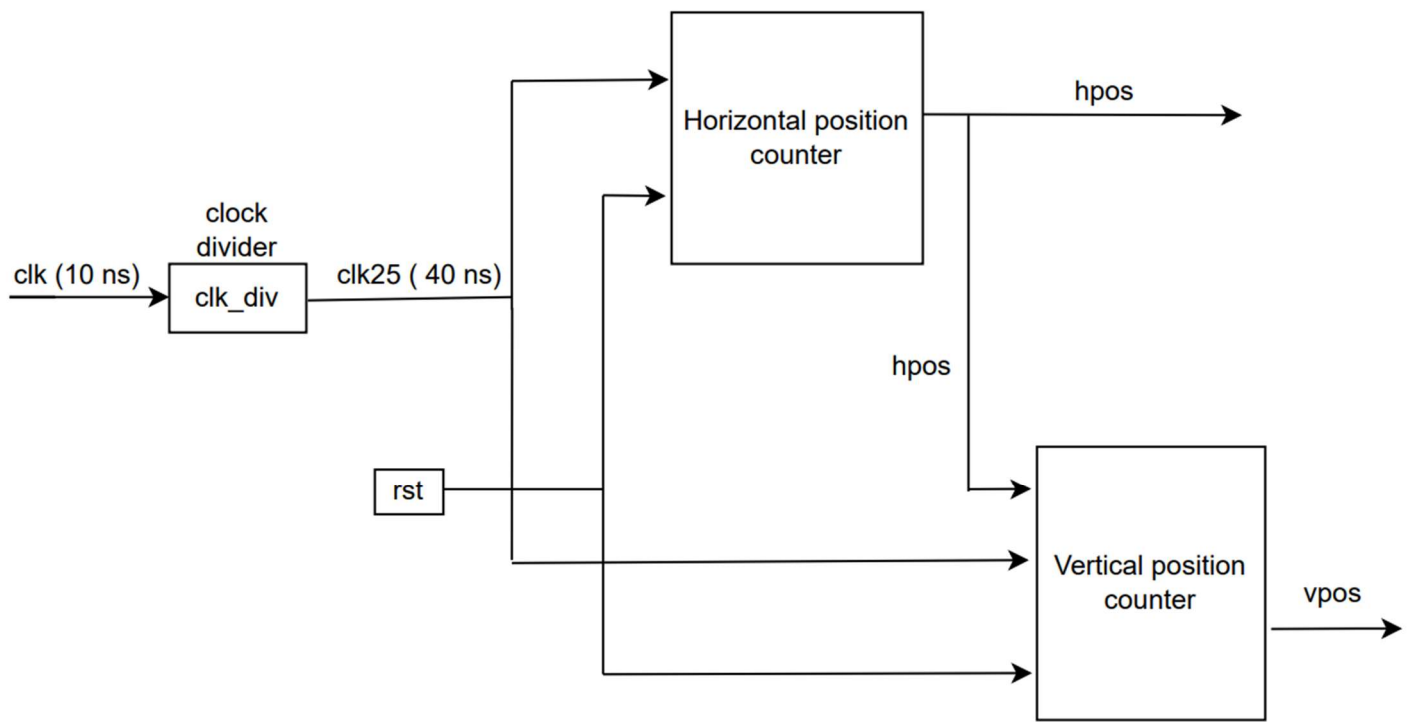 hpos
Horizontal position
counter
clock
divider
clk (10 ns)
clk_div
clk25 ( 40 ns)
hpos
rst
Vertical position
counter
vpos